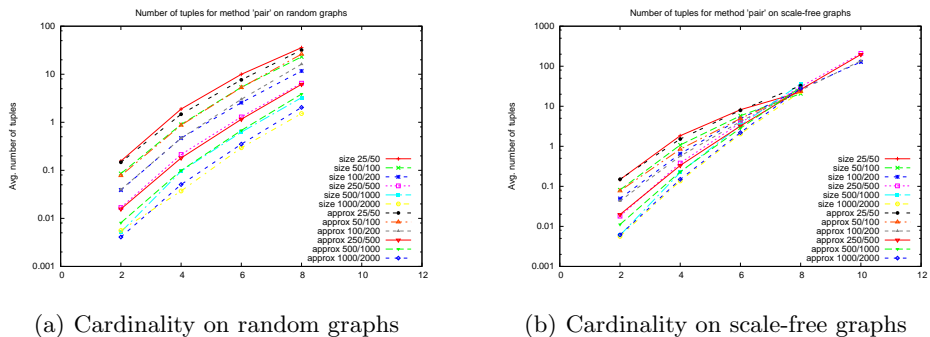 Number of tuples for method 'pair' on random graphs
100
10
1
0.1
0.01
0.001
Avg. number of tuples
0 2 4 6 8 10 12
size 25/50
size 50/100
size 100/200
size 250/500
size 500/1000
size 1000/2000
approx 25/50
approx 50/100
approx 100/200
approx 250/500
approx 500/1000
approx 1000/2000
(a) Cardinality on random graphs
Number of tuples for method 'pair' on scale-free graphs
1000
100
10
1
0.1
0.01
0.001
Avg. number of tuples
0 2 4 6 8 10 12
size 25/50
size 50/100
size 100/200
size 250/500
size 500/1000
size 1000/2000
approx 25/50
approx 50/100
approx 100/200
approx 250/500
approx 500/1000
approx 1000/2000
(b) Cardinality on scale-free graphs